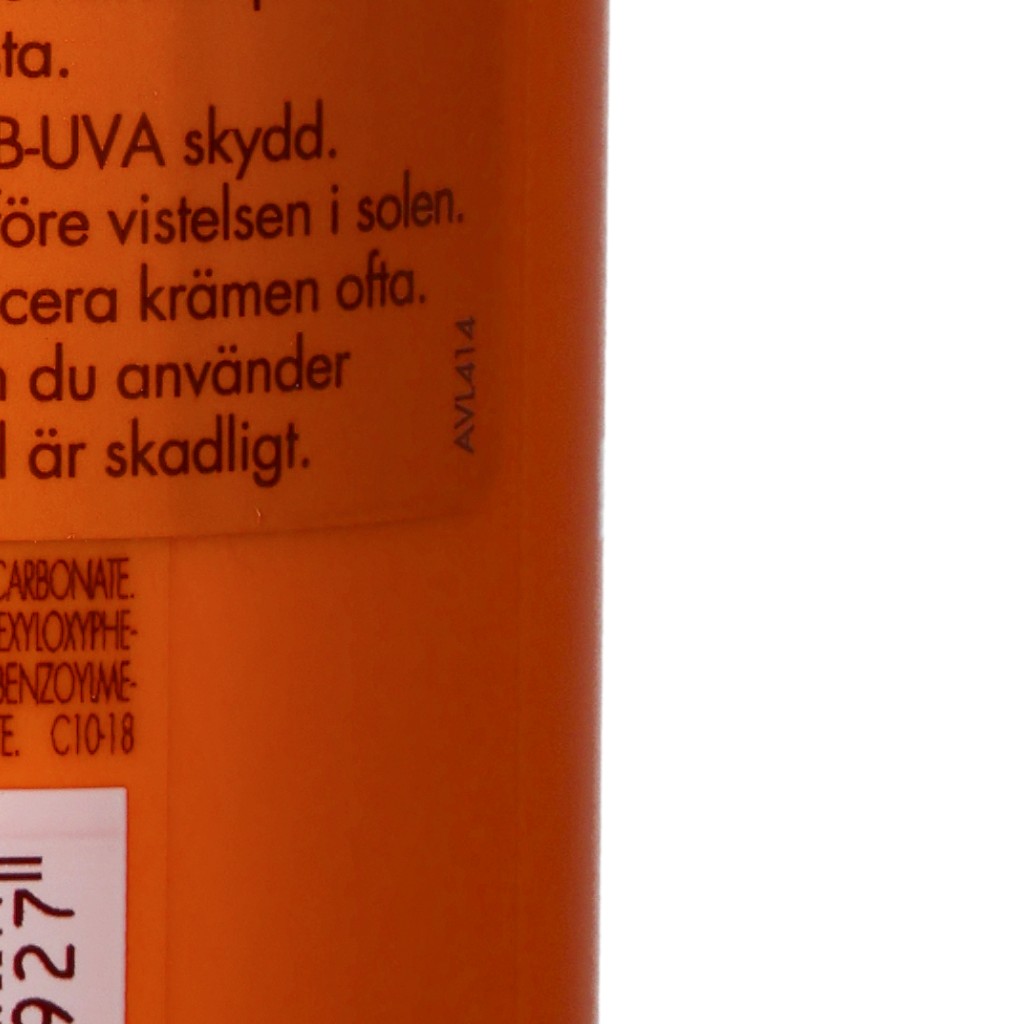 ta.
B-UVA skydd.
före vistelsen i solen.
cera krämen ofta.
du använder
är skadligt.
AVL414
CARBONATE.
EXYLOXYPHE-
BENZOYLME-
TE. C10-18
927